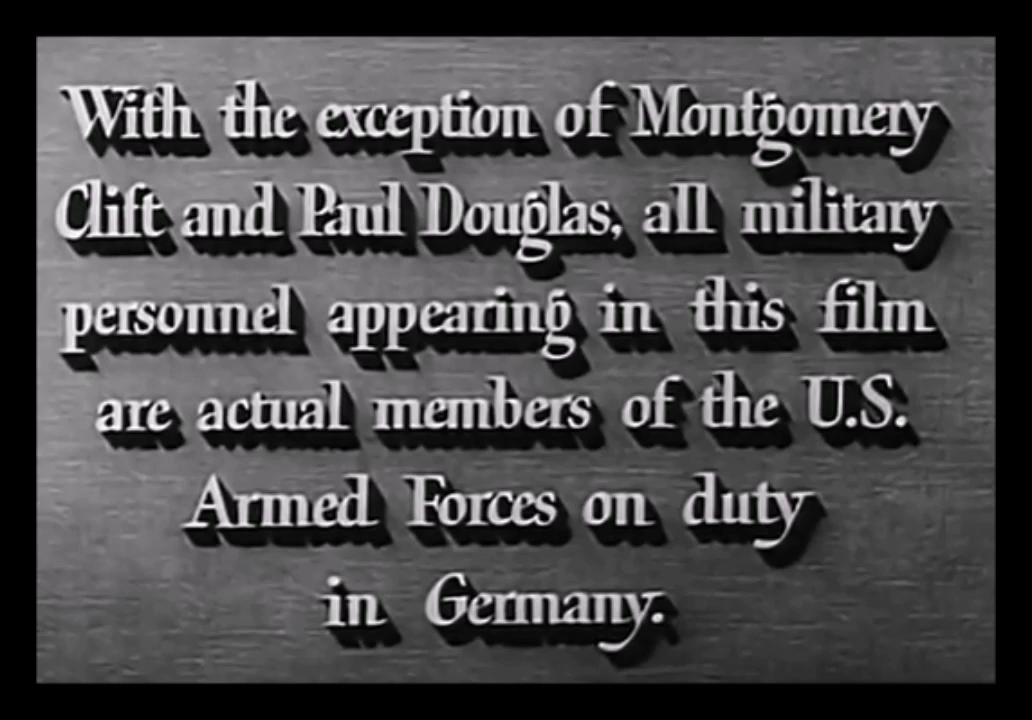 With the exception of Montgomery
Clift and Paul Douglas, all military
personnel appearing in this film
are actual members of the U.S.
Armed Forces on duty
in Germany.